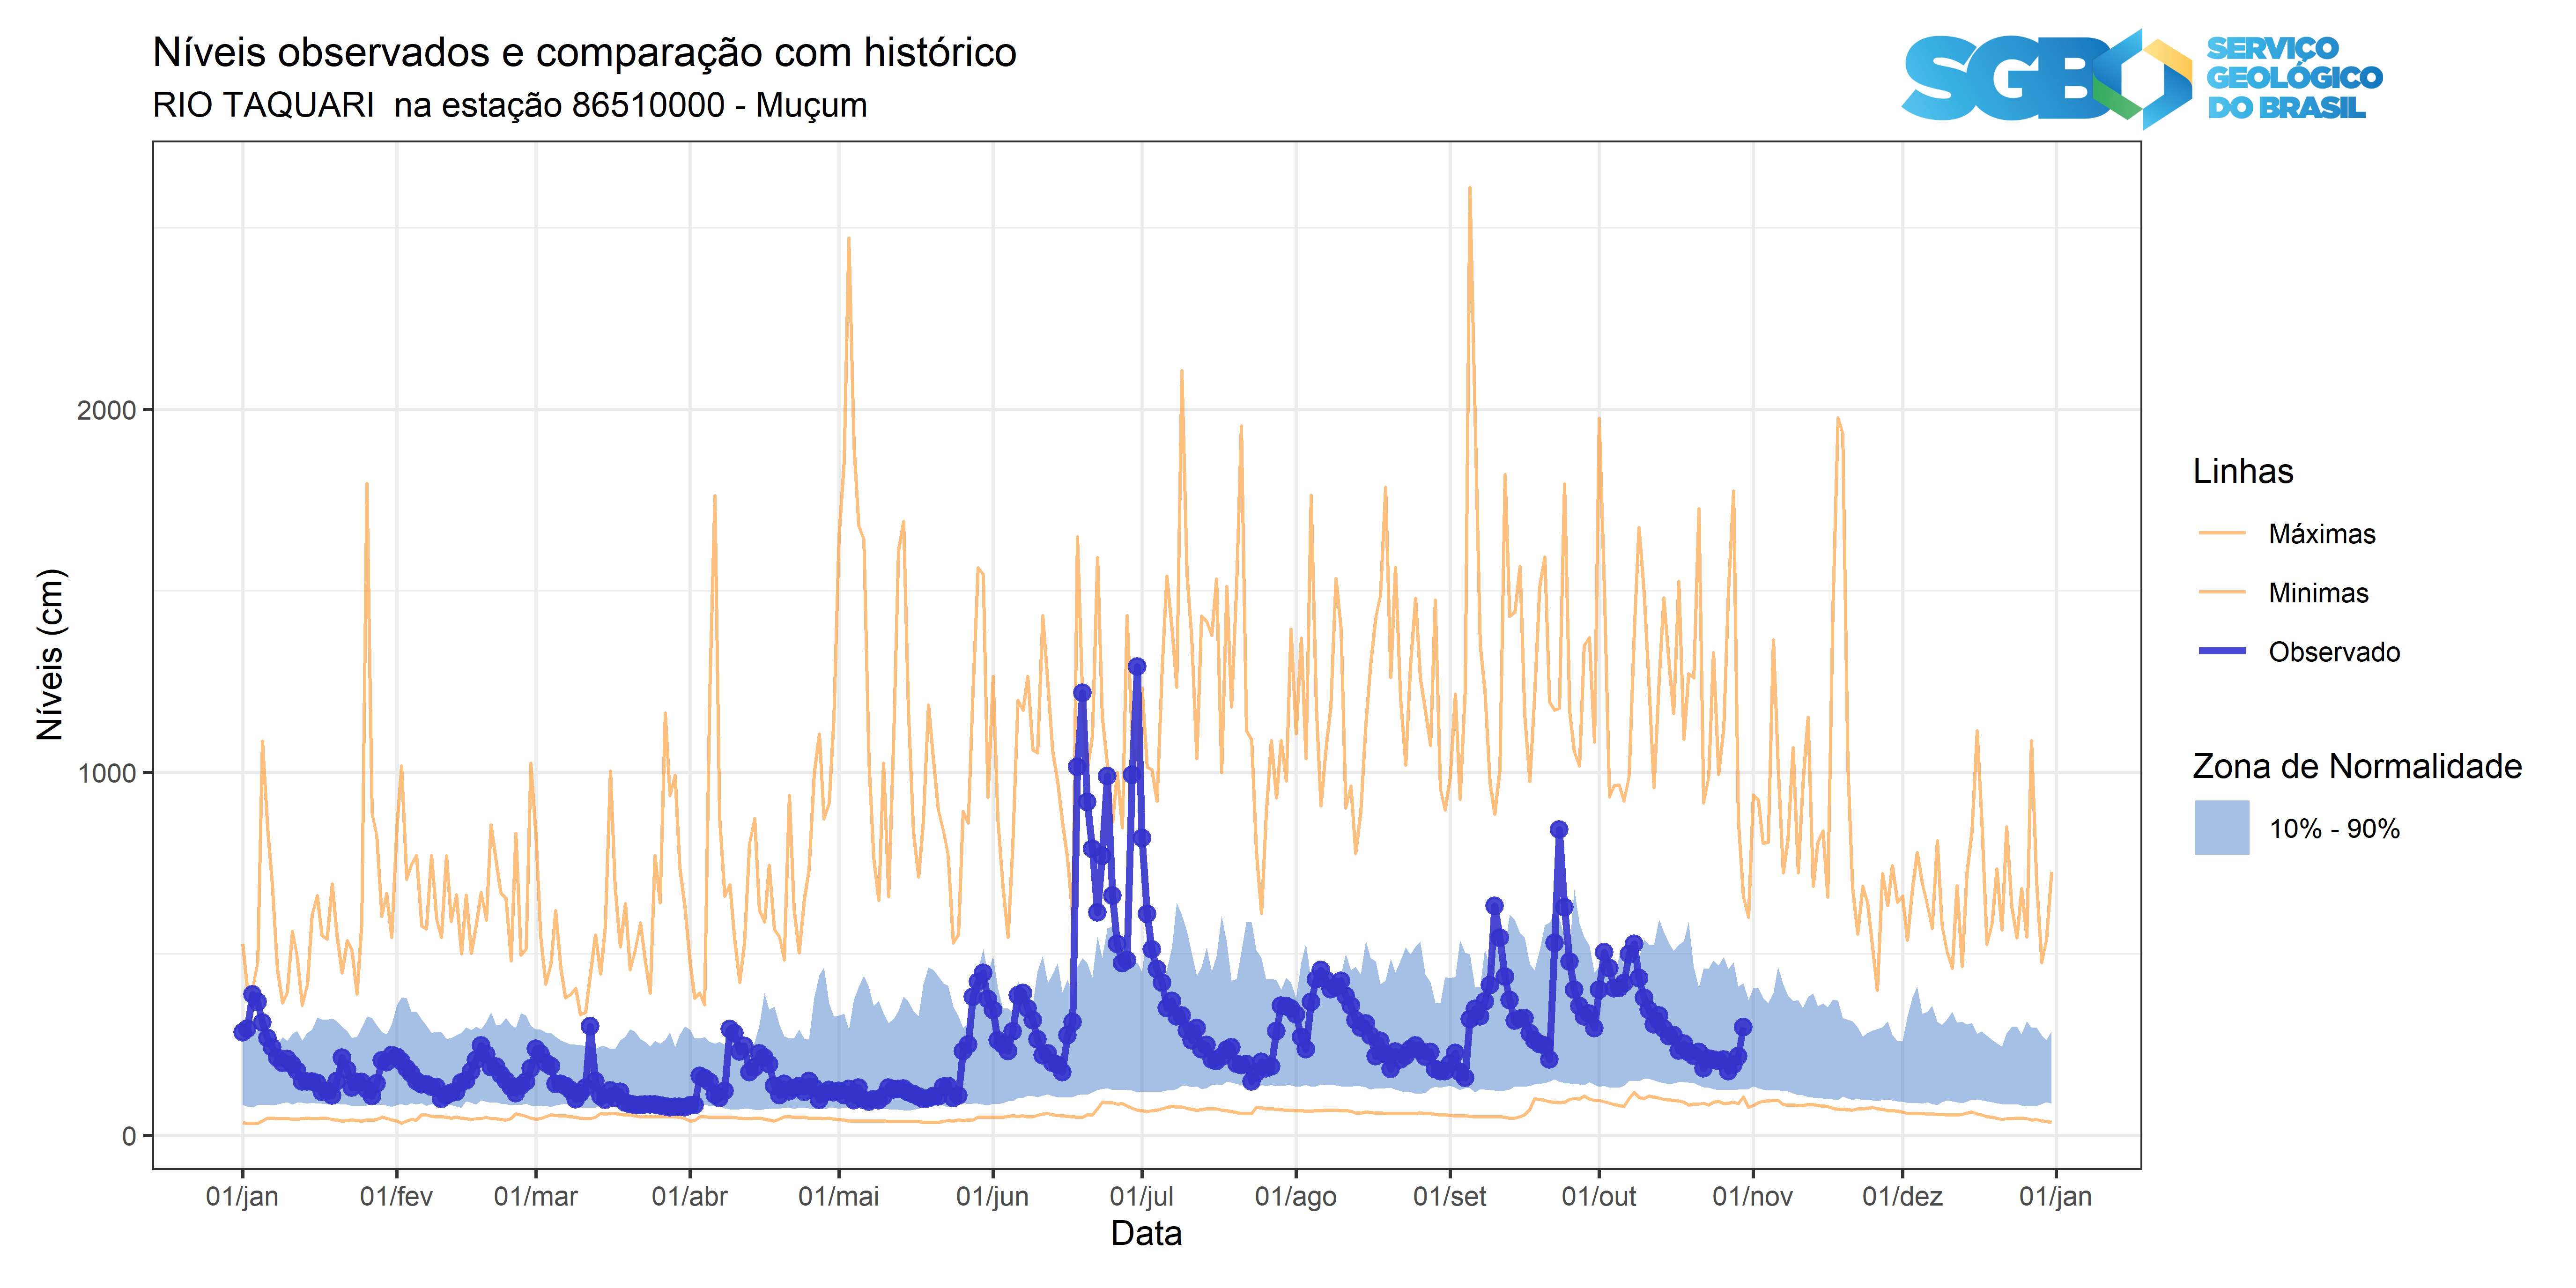 Níveis observados e comparação com histórico
RIO TAQUARI  na estação 86510000 - Muçum
SGB
SERVIÇO
GEOLÓGICO
DO BRASIL
Níveis (cm)
2000
1000
0
01/jan
01/fev
01/mar
01/abr
01/mai
01/jun
01/jul
01/ago
01/set
01/out
01/nov
01/dez
01/jan
Data
Linhas
Máximas
Minimas
Observado
Zona de Normalidade
10% - 90%